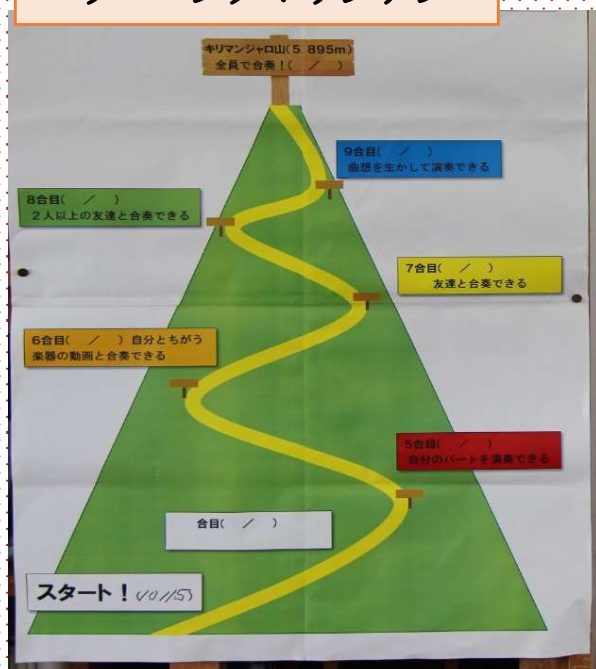 キリマンジャロ山(5,895m)
全員で合奏!( / )
9合目( / )
曲想を生かして演奏できる
8合目( / )
2人以上の友達と合奏できる
7合目( / )
友達と合奏できる
6合目( / )自分とちがう
楽器の動画と合奏できる
5合目( / )
自分のパートを演奏できる
合目( / )
スタート!